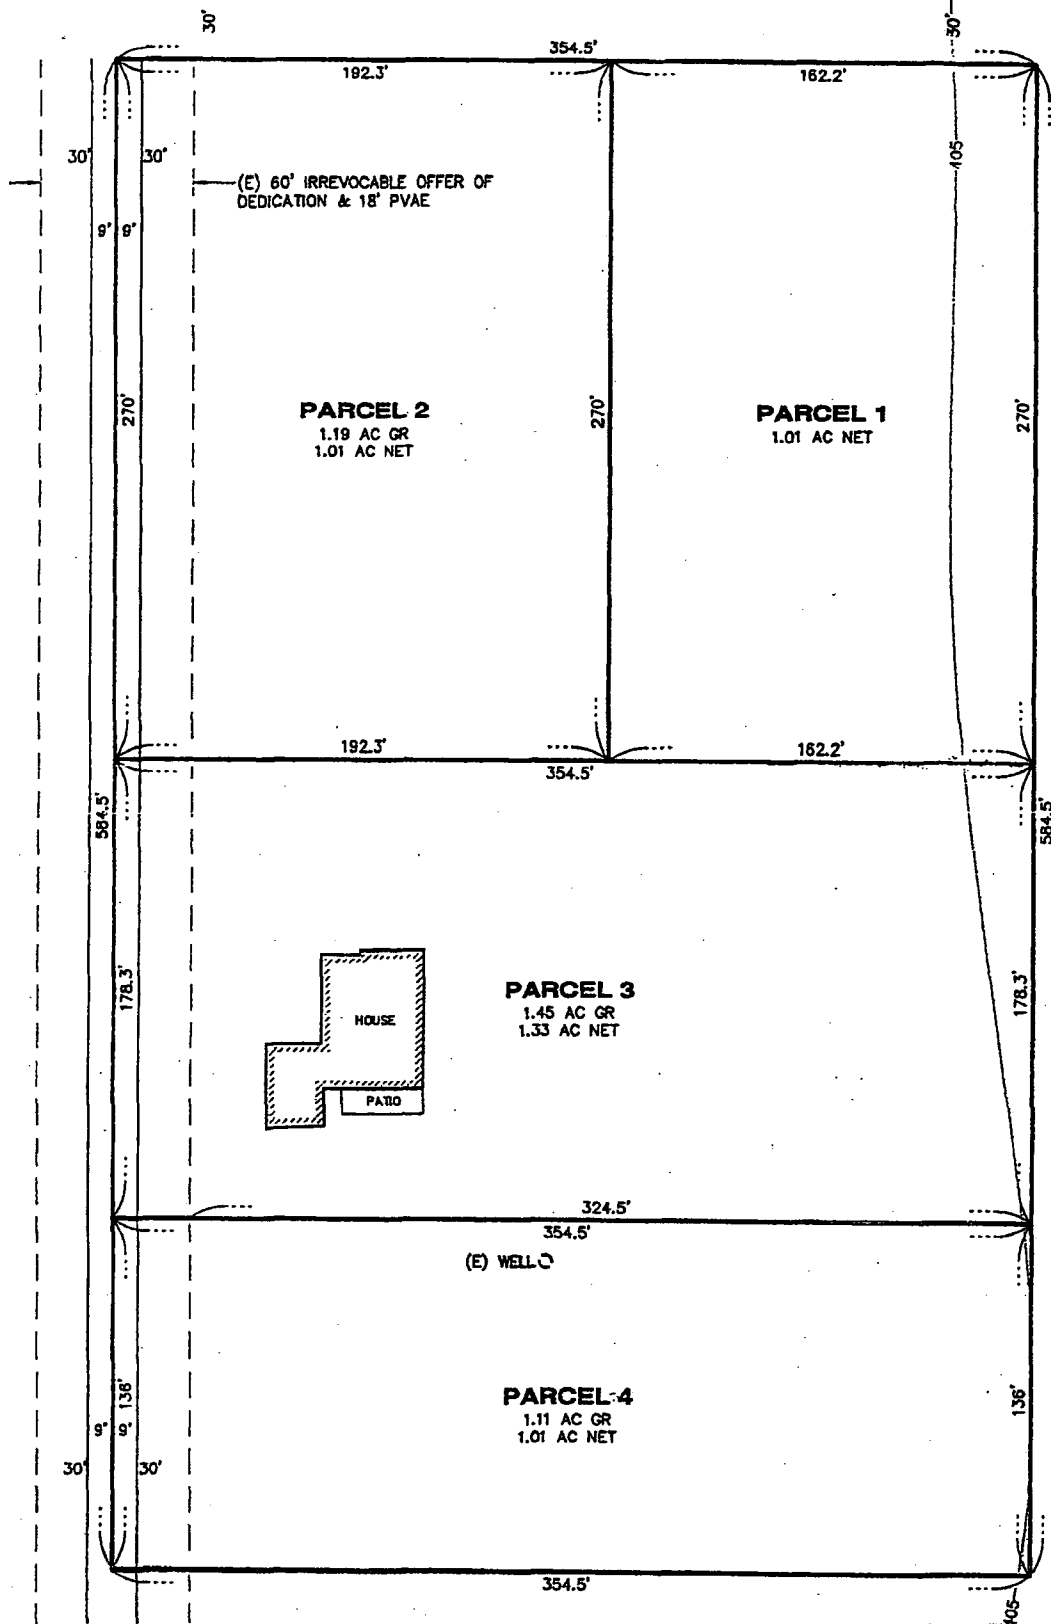 30'
30'
354.5'
192.3'
162.2'
30'
30'
105
(E) 60' IRREVOCABLE OFFER OF
DEDICATION & 18' PVAE
9'
9'
270'
270'
270'
PARCEL 2
1.19 AC GR
1.01 AC NET
PARCEL 1
1.01 AC NET
192.3'
162.2'
354.5'
584.5'
584.5'
178.3'
178.3'
PARCEL 3
1.45 AC GR
1.33 AC NET
HOUSE
PATIO
324.5'
354.5'
(E) WELL
136'
136'
PARCEL 4
1.11 AC GR
1.01 AC NET
9'
9'
30'
30'
354.5'
105